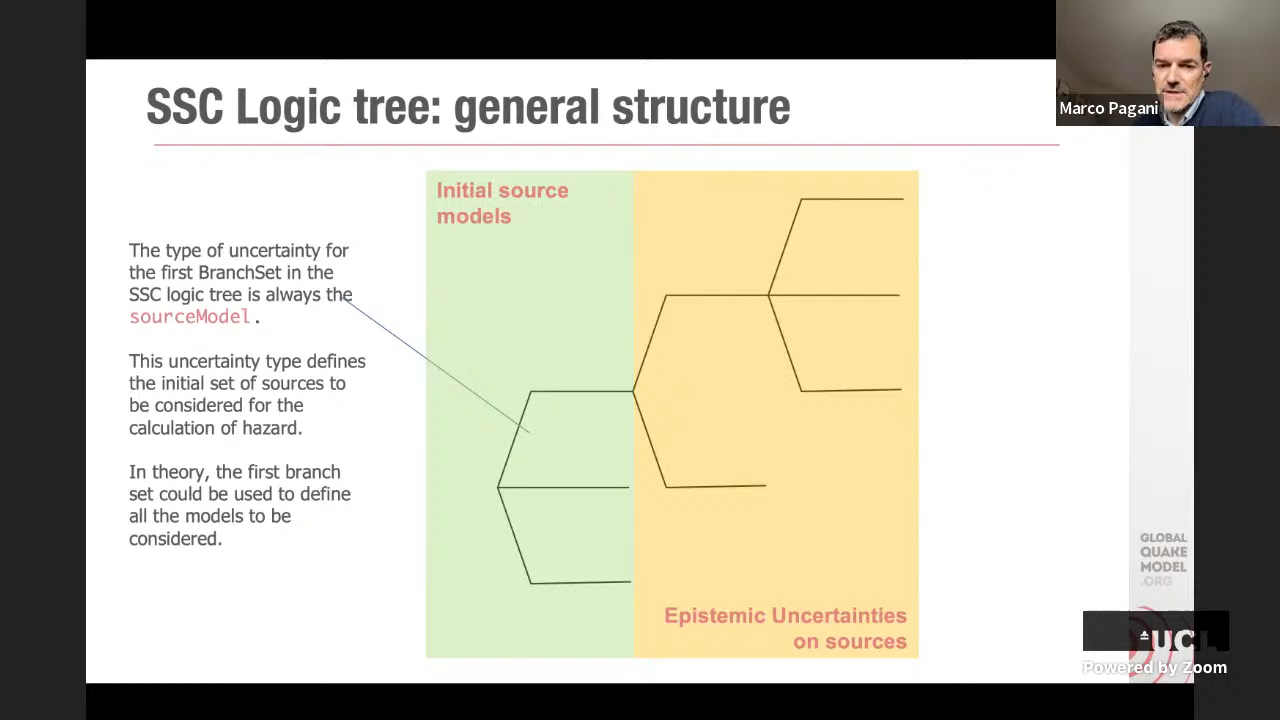 SSC Logic tree: general structure
Marco Pagani
Initial source
models
The type of uncertainty for
the first BranchSet in the
SSC logic tree is always the
sourceModel.
This uncertainty type defines
the initial set of sources to
be considered for the
calculation of hazard.
In theory, the first branch
set could be used to define
all the models to be
considered.
Epistemic Uncertainties
on sources
GLOBAL
QUAKE
MODEL
.ORG
UCL
Powered by Zoom